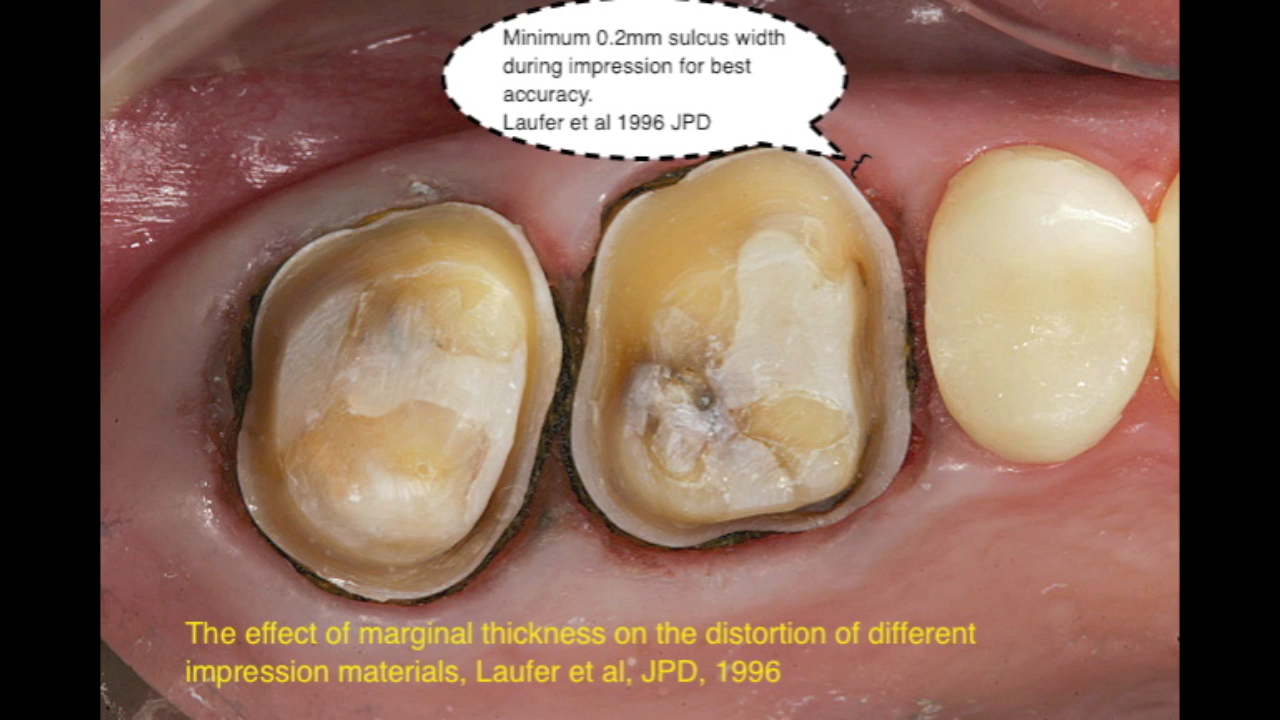 Minimum 0.2mm sulcus width
during impression for best
accuracy.
Laufer et al 1996 JPD
The effect of marginal thickness on the distortion of different
impression materials, Laufer et al, JPD, 1996